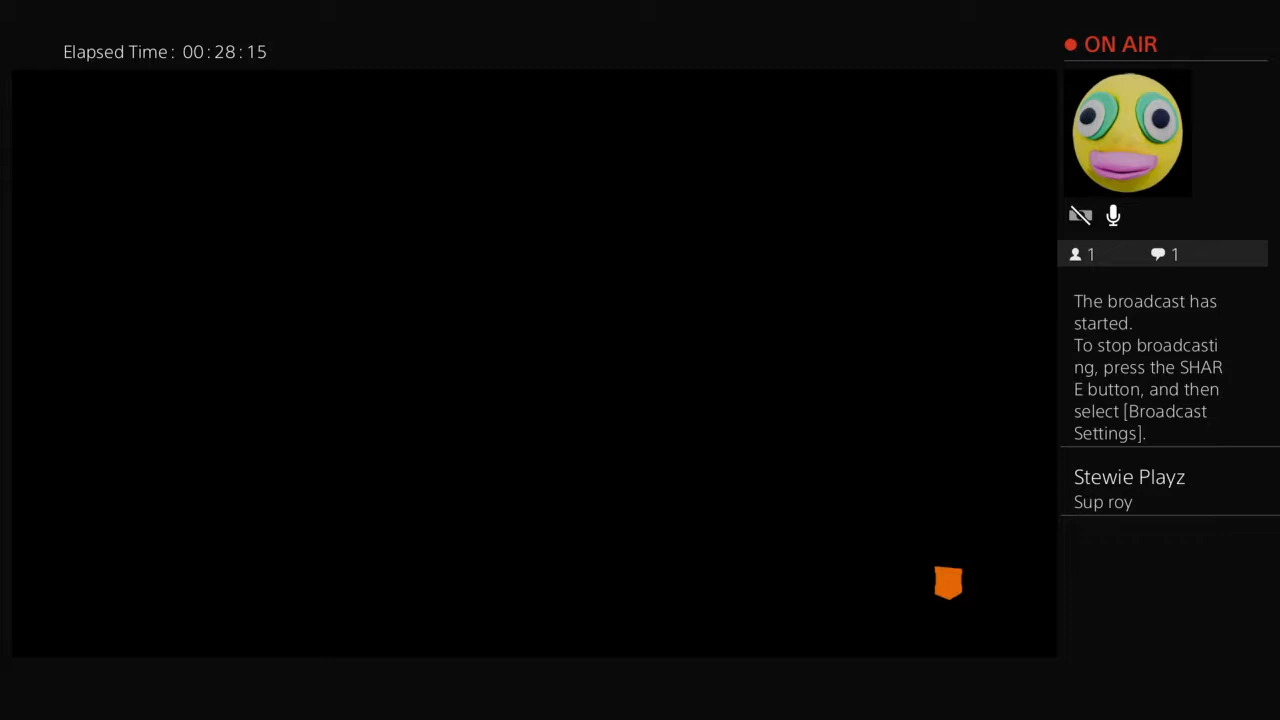 Elapsed Time: 00:28:15
ON AIR
1 1
The broadcast has
started.
To stop broadcasti
ng, press the SHAR
E button, and then
select [Broadcast
Settings].
Stewie Playz
Sup roy